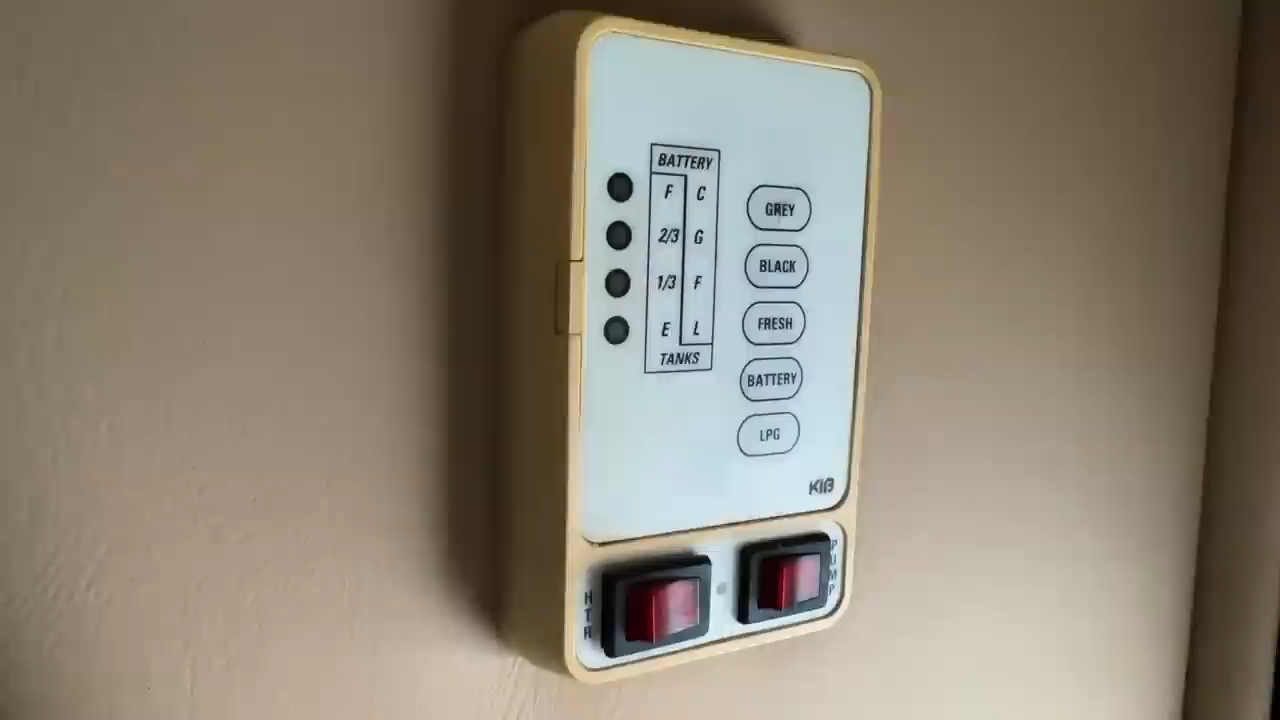 BATTERY
F C
2/3 G
1/3 F
E L
TANKS
GREY
BLACK
FRESH
BATTERY
LPG
KIB
HTR
PUMP